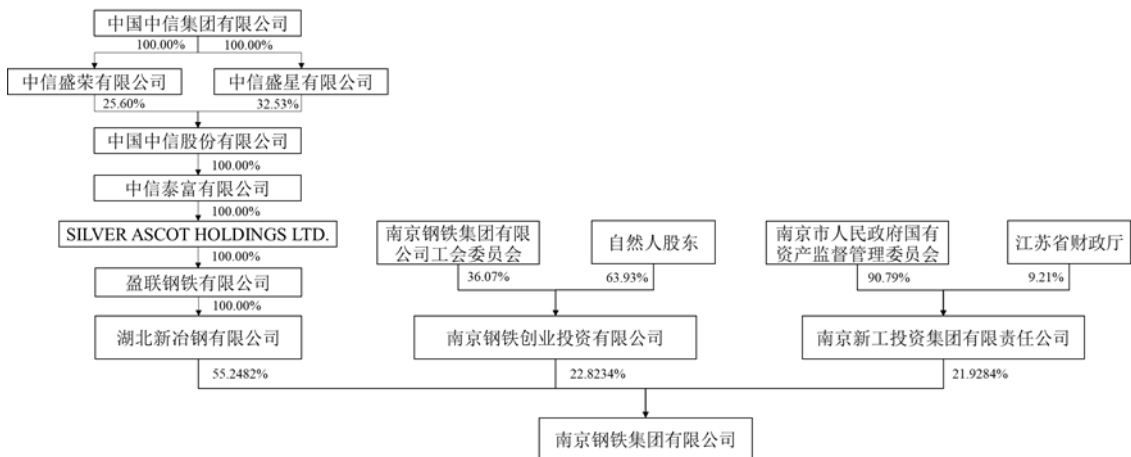 中国中信集团有限公司
100.00%
100.00%
中信盛荣有限公司
中信盛星有限公司
25.60%
32.53%
中国中信股份有限公司
100.00%
中信泰富有限公司
100.00%
SILVER ASCOT HOLDINGS LTD.
南京钢铁集团有限
公司工会委员会
自然人股东
南京市人民政府国有
资产监督管理委员会
江苏省财政厅
100.00%
36.07%
63.93%
90.79%
9.21%
盈联钢铁有限公司
100.00%
湖北新冶钢有限公司
南京钢铁创业投资有限公司
南京新工投资集团有限责任公司
55.2482%
22.8234%
21.9284%
南京钢铁集团有限公司